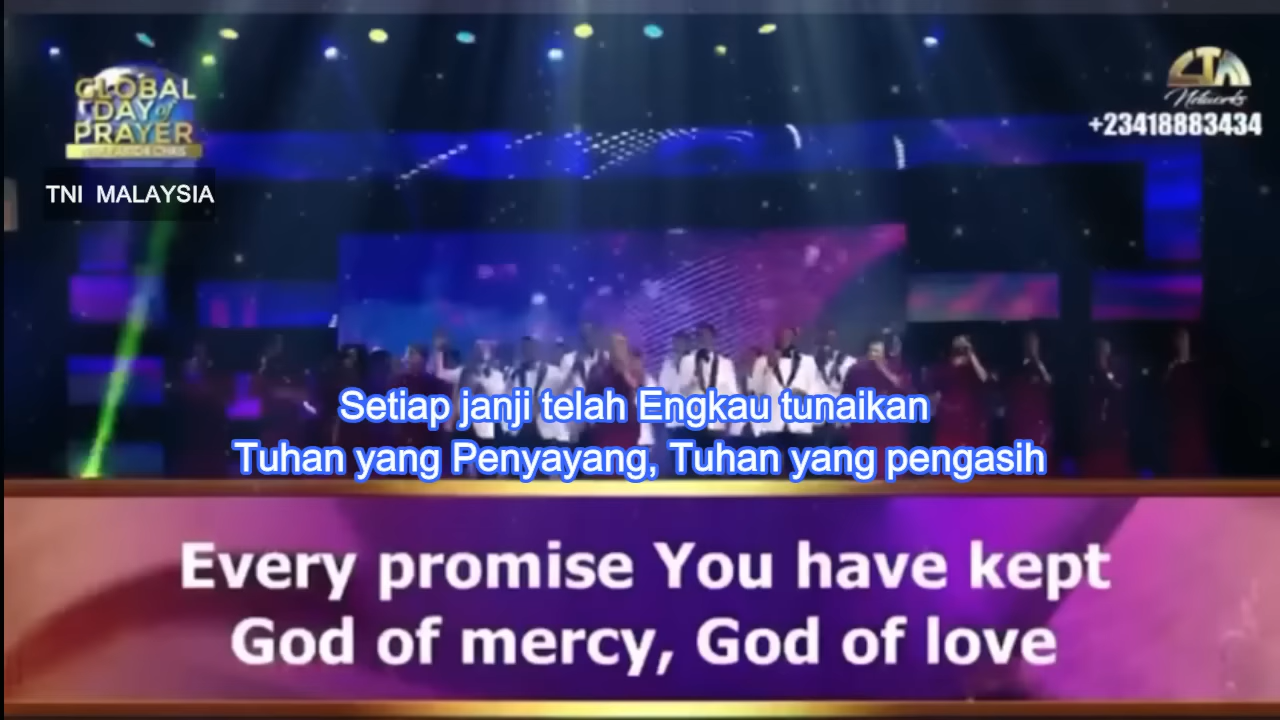 GLOBAL
DAY of
PRAYER
Networks
+23418883434
TNI MALAYSIA
Setiap janji telah Engkau tunaikan
Tuhan yang Penyayang, Tuhan yang pengasih
Every promise You have kept
God of mercy, God of love